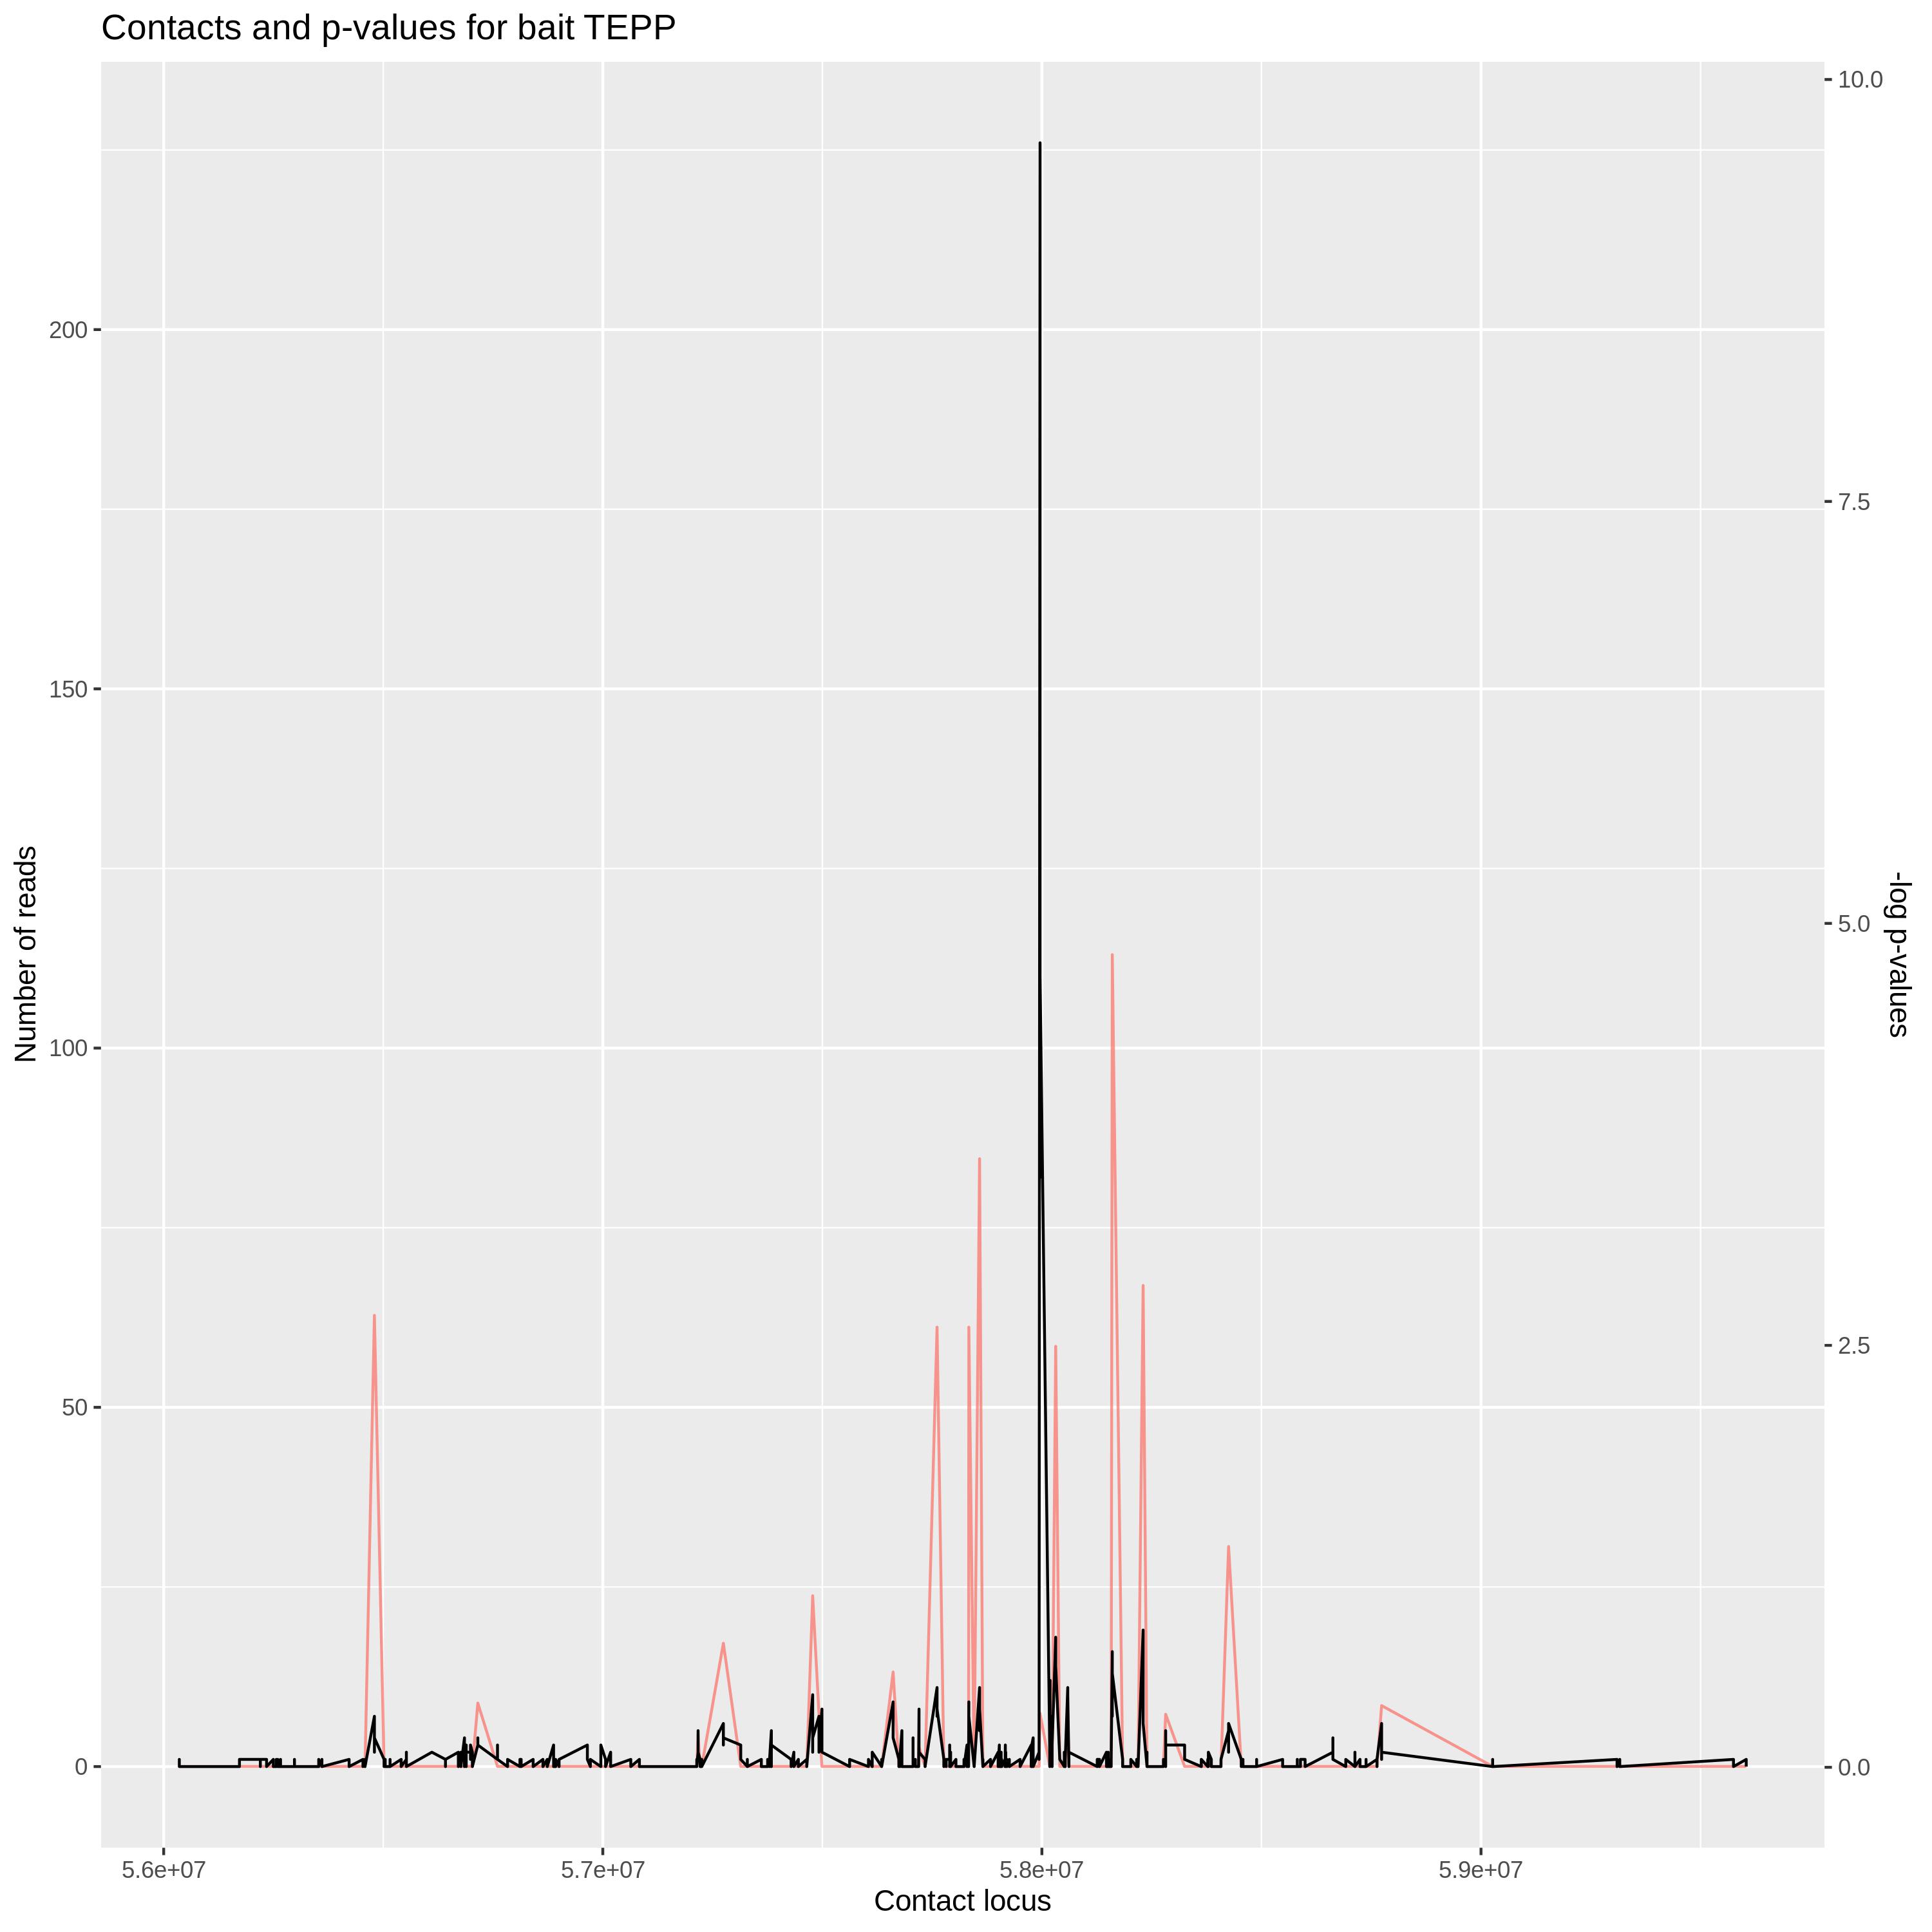 Contacts and p-values for bait TEPP
10.0
200
7.5
150
Number of reads
-log p-values
5.0
100
2.5
50
0
0.0
5.6e+07
5.7e+07
5.8e+07
5.9e+07
Contact locus